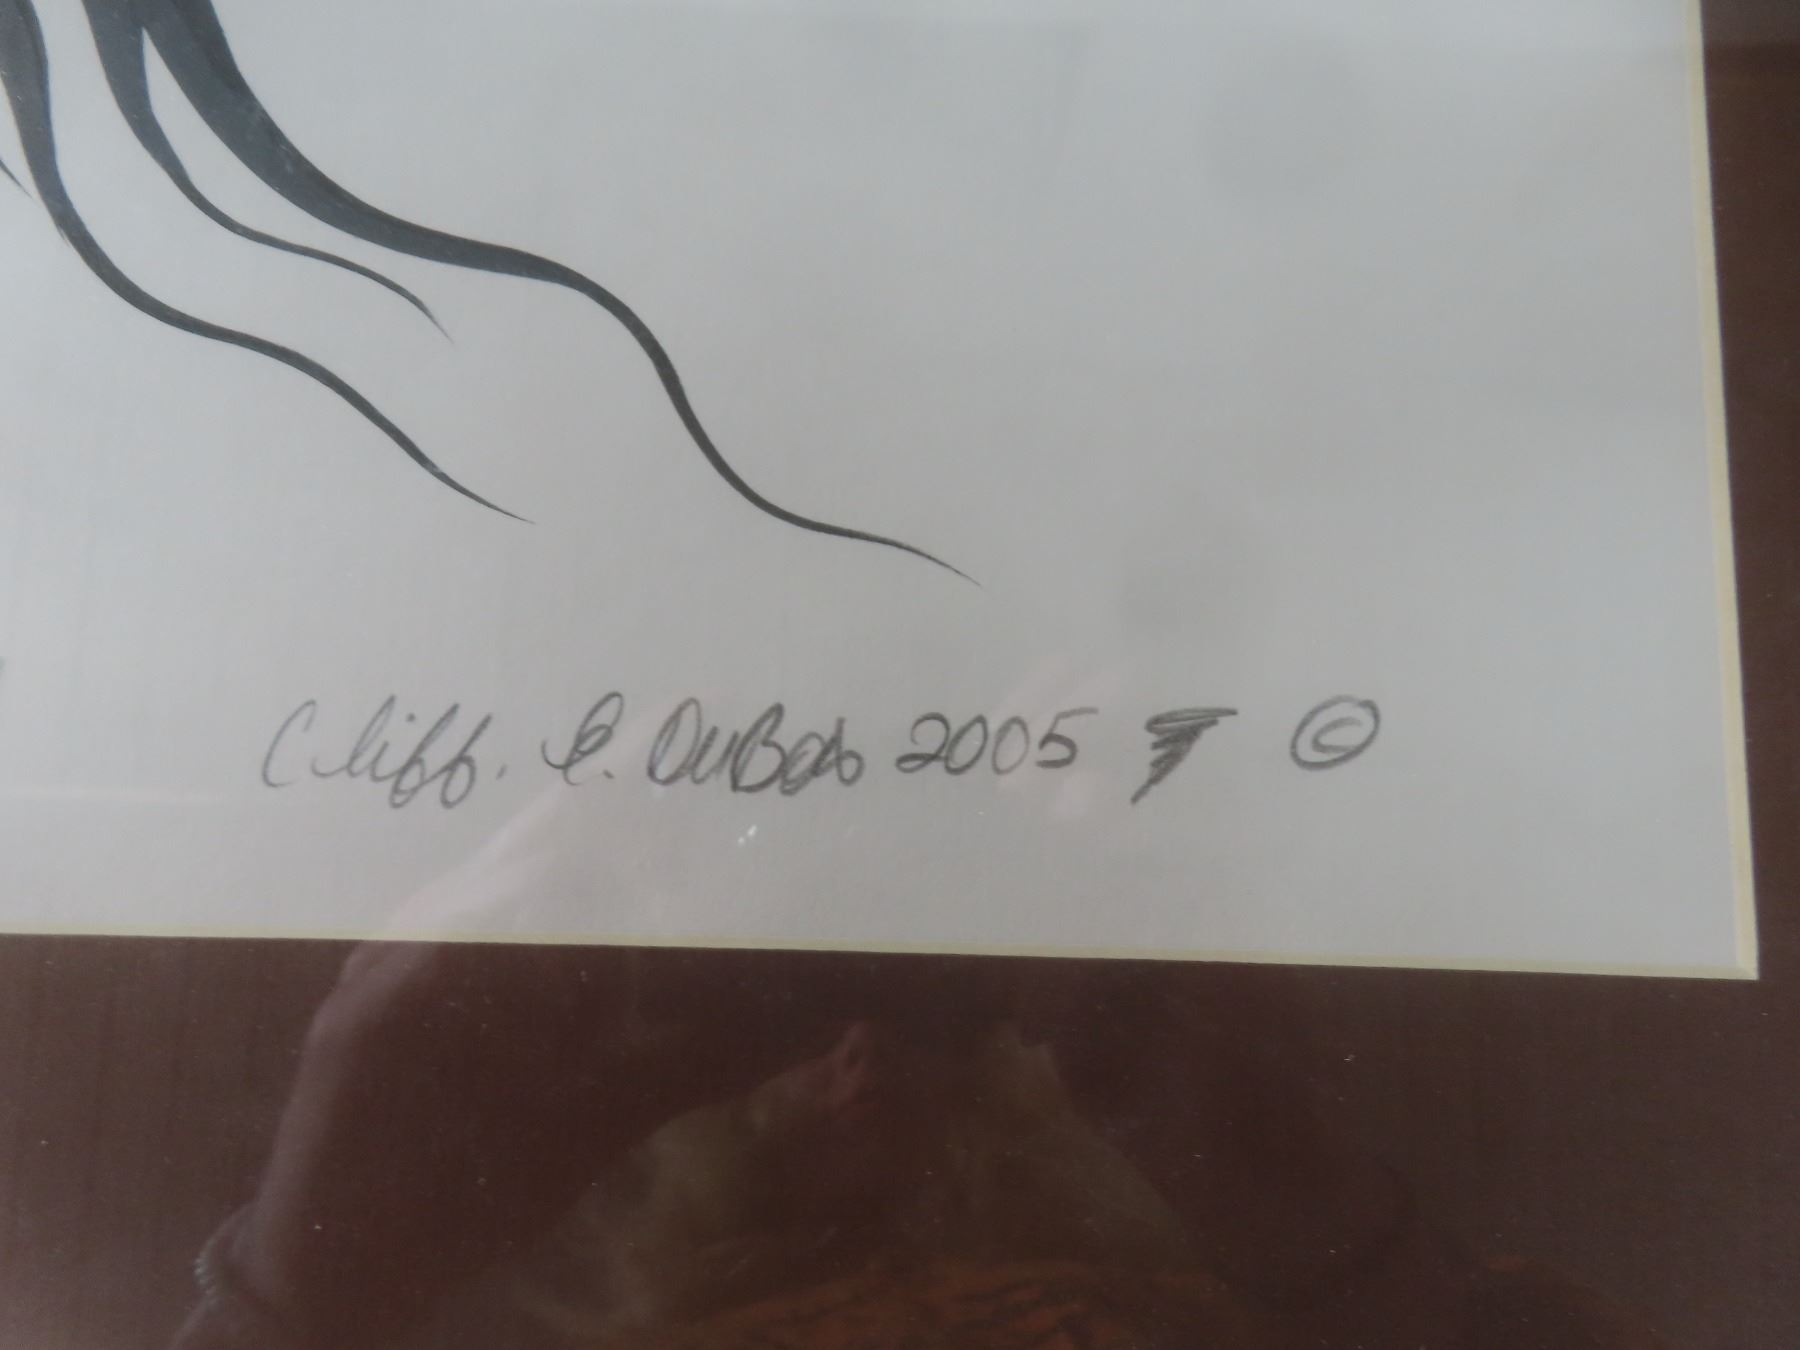 Cliff. E. DuBois 2005 ©